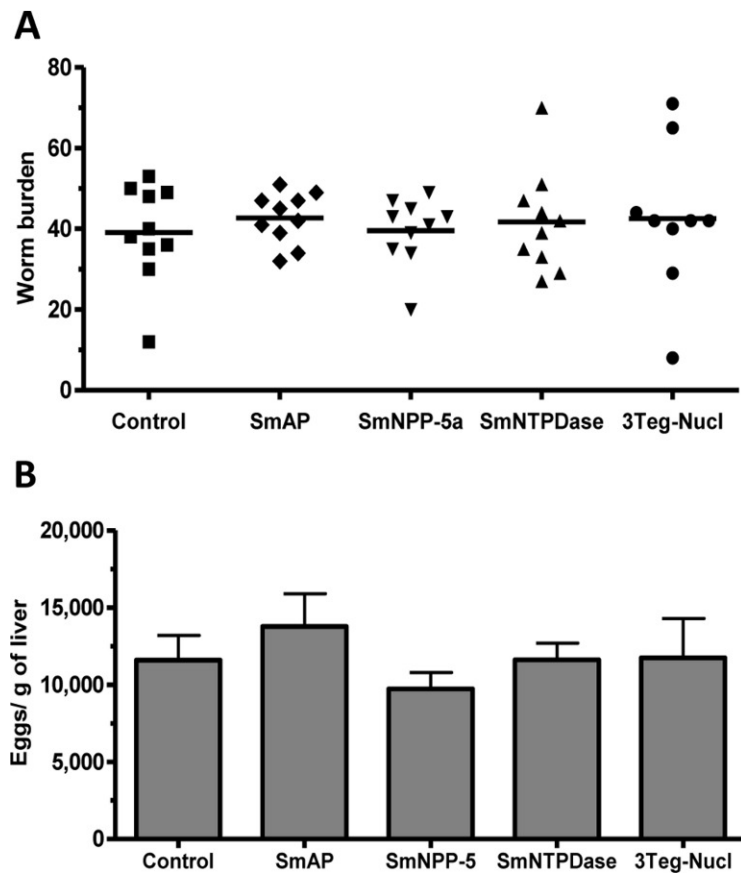 A
Worm burden
80
60
40
20
0
Control SmAP SmNPP-5a SmNTPDase 3Teg-Nucl
B
Eggs/ g of liver
20,000
15,000
10,000
5,000
0
Control SmAP SmNPP-5 SmNTPDase 3Teg-Nucl